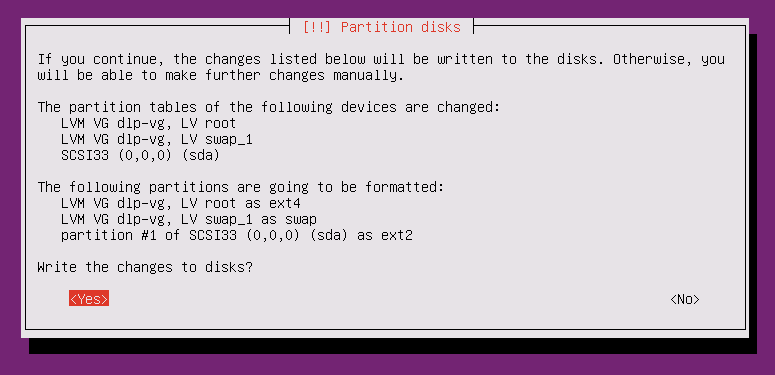 [!!] Partition disks
If you continue, the changes listed below will be written to the disks. Otherwise, you
will be able to make further changes manually.
The partition tables of the following devices are changed:
LVM VG dlp-vg, LV root
LVM VG dlp-vg, LV swap_1
SCSI33 (0,0,0) (sda)
The following partitions are going to be formatted:
LVM VG dlp-vg, LV root as ext4
LVM VG dlp-vg, LV swap_1 as swap
partition #1 of SCSI33 (0,0,0) (sda) as ext2
Write the changes to disks?
<Yes> <No>